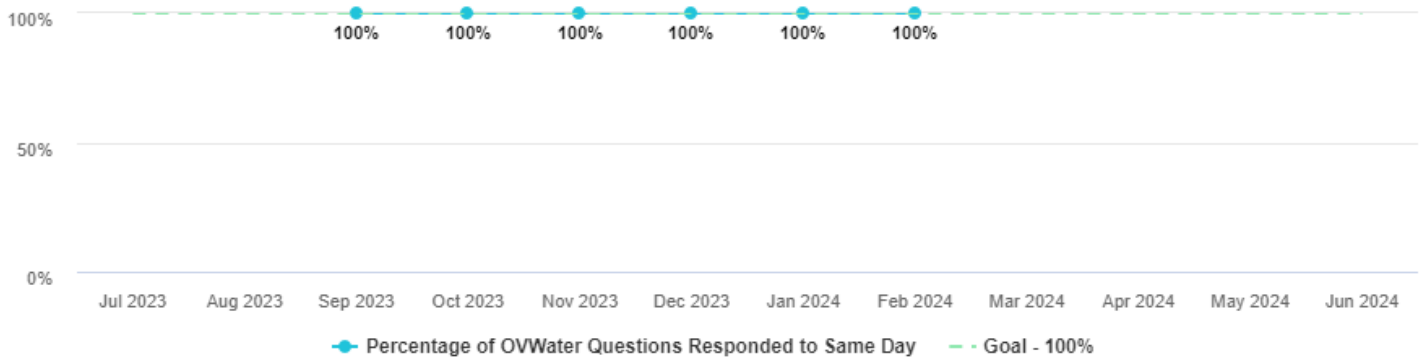 100%
100% 100% 100% 100% 100% 100%
50%
0%
Jul 2023 Aug 2023 Sep 2023 Oct 2023 Nov 2023 Dec 2023 Jan 2024 Feb 2024 Mar 2024 Apr 2024 May 2024 Jun 2024
Percentage of OVWater Questions Responded to Same Day Goal - 100%